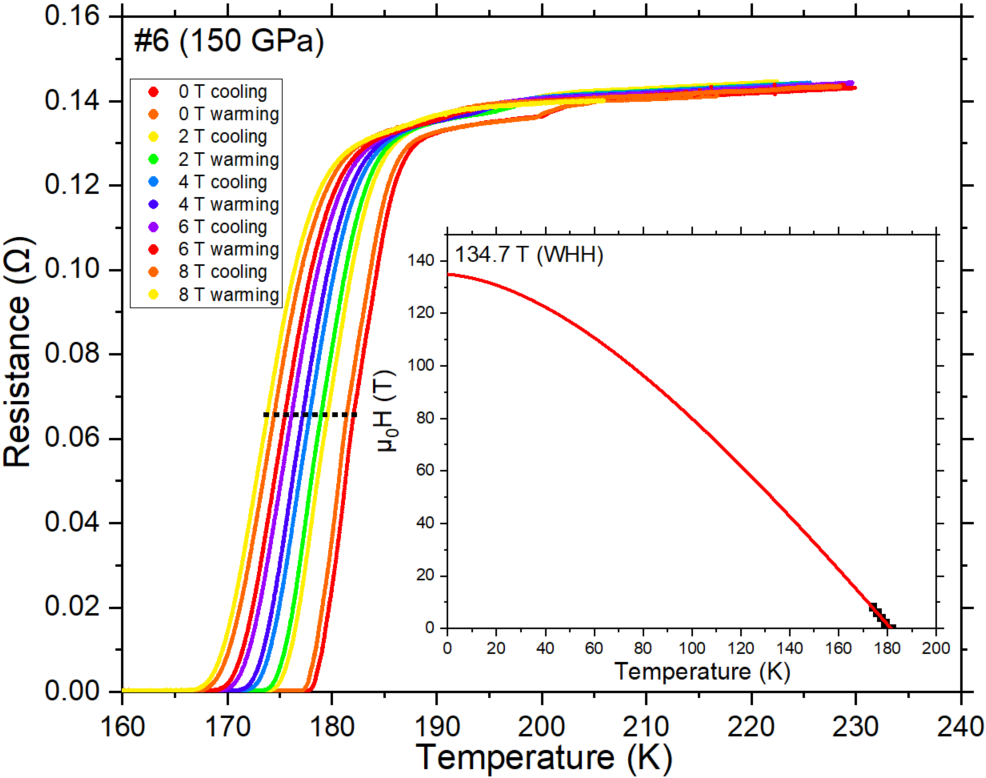 #6 (150 GPa)
0 T cooling
0 T warming
2 T cooling
2 T warming
4 T cooling
4 T warming
6 T cooling
6 T warming
8 T cooling
8 T warming
0.16
0.14
0.12
0.10
0.08
0.06
0.04
0.02
0.00
Resistance (Ω)
160 170 180 190 200 210 220 230 240
Temperature (K)
134.7 T (WHH)
140
120
100
80
60
40
20
0
μ0H (T)
0 20 40 60 80 100 120 140 160 180 200
Temperature (K)